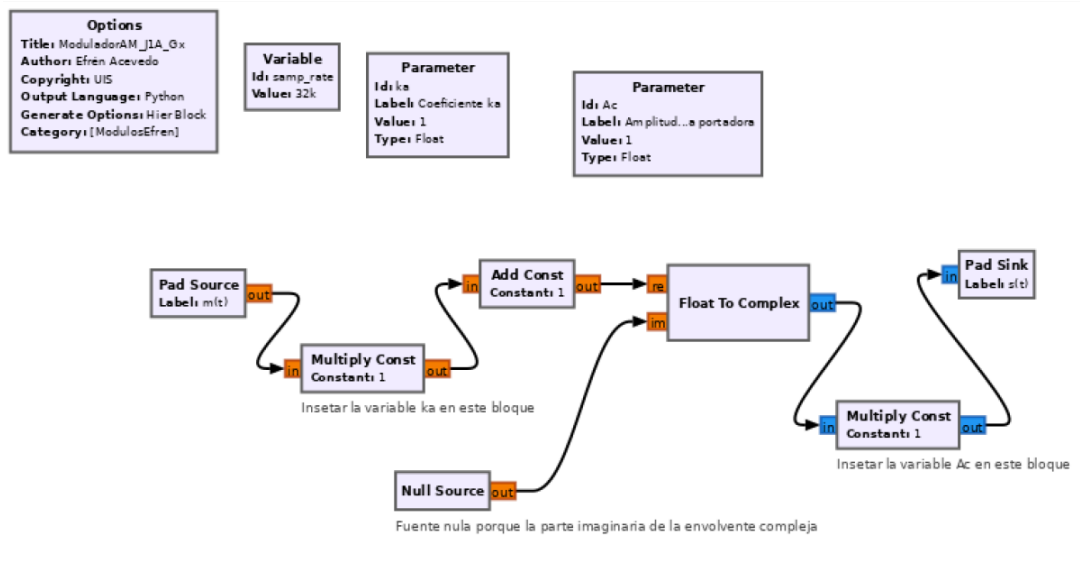 Options
Title: ModuladorAM_J1A_Gx
Author: Efrén Acevedo
Copyright: UIS
Output Language: Python
Generate Options: Hier Block
Category: [ModulosEfren]
Variable
Id: samp_rate
Value: 32k
Parameter
Id: ka
Label: Coeficiente ka
Value: 1
Type: Float
Parameter
Id: Ac
Label: Amplitud...a portadora
Value: 1
Type: Float
Pad Source
Label: m(t)
out
in
Multiply Const
Constant: 1
out
Insetar la variable ka en este bloque
in
Add Const
Constant: 1
out
Null Source
out
Fuente nula porque la parte imaginaria de la envolvente compleja
re
im
Float To Complex
out
in
Multiply Const
Constant: 1
out
Insetar la variable Ac en este bloque
in
Pad Sink
Label: s(t)